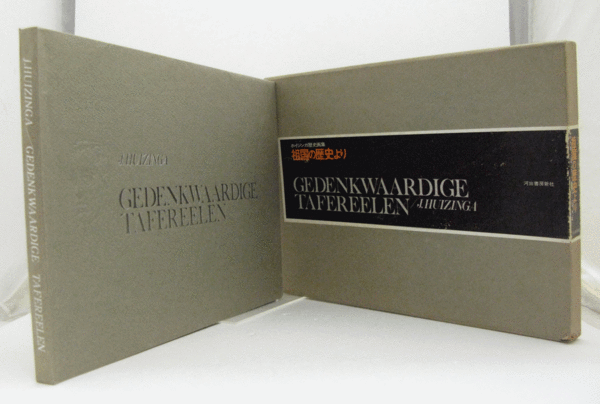 J.HUIZINGA GEDENKWAARDIGE TAFEREELEN
J.HUIZINGA
GEDENKWAARDIGE
TAFEREELEN
ホイジンガ歴史画集
祖国の歴史より
GEDENKWAARDIGE
TAFEREELEN/J.HUIZINGA
河出書房新社